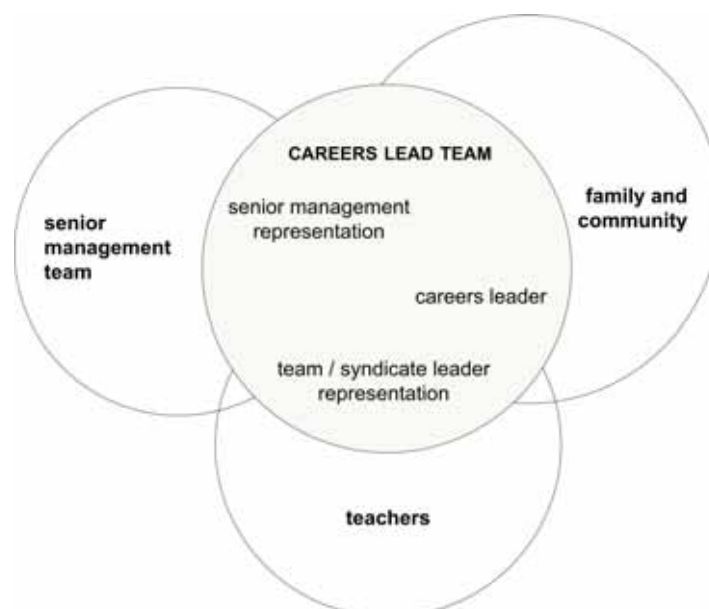 CAREERS LEAD TEAM
senior management
representation
family and
community
senior
management
team
careers leader
team / syndicate leader
representation
teachers